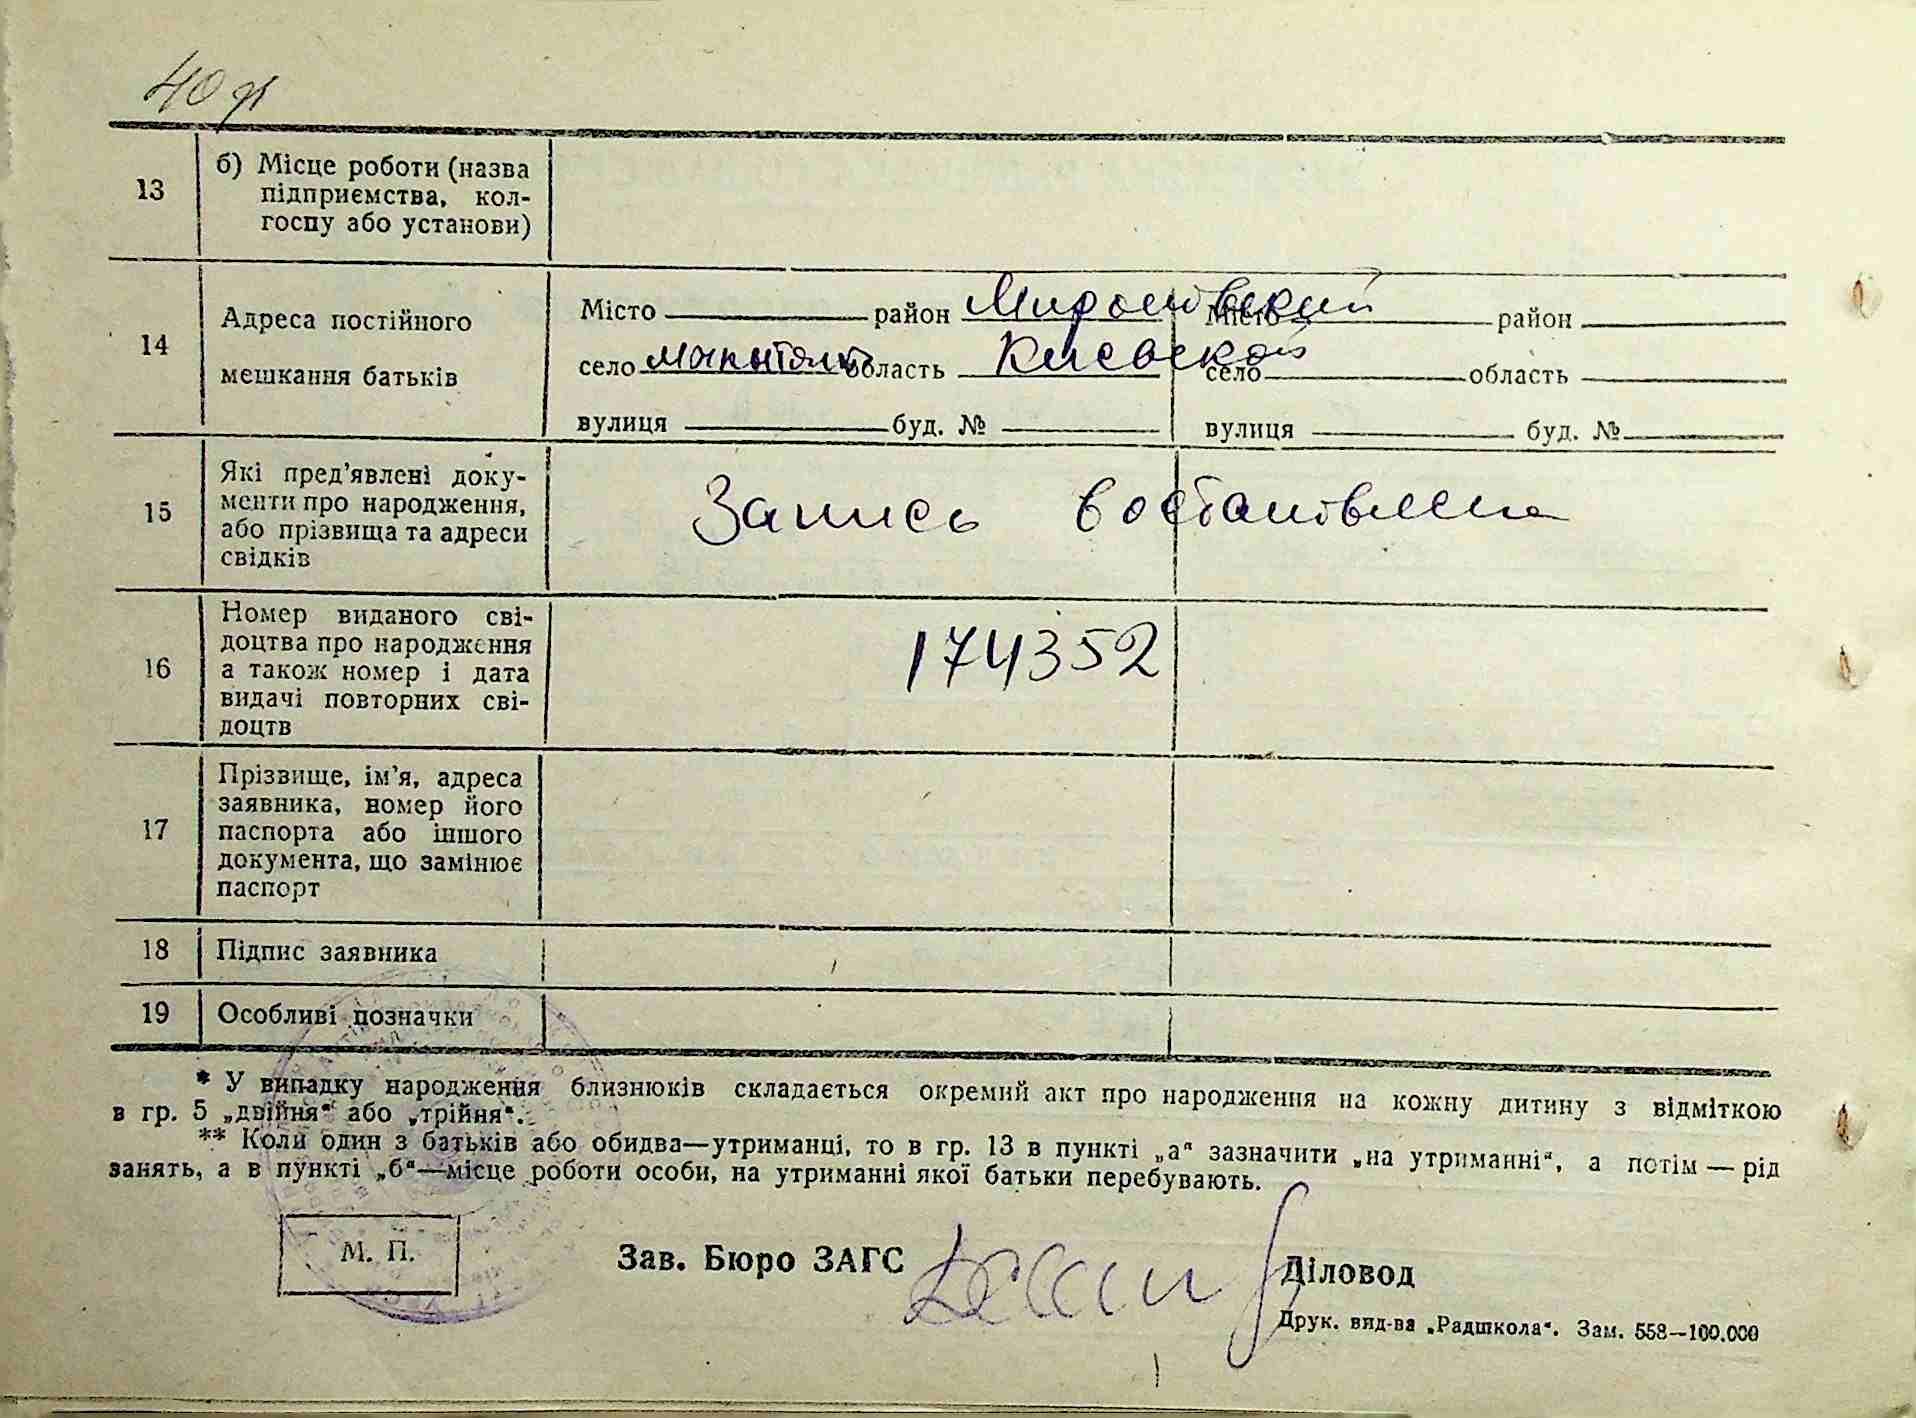 13
б) Місце роботи (назва
підприємства, кол-
госпу або установи)
14
Адреса постійного
мешкання батьків
Місто район Мироновский
село область Киевской
вулиця буд. №
Місто район
село область
вулиця буд. №
15
Які пред'явлені доку-
менти про народження,
або прізвища та адреси
свідків
Запись востановлена
16
Номер виданого сві-
доцтва про народження
а також номер і дата
видачі повторних сві-
доцтв
174352
17
Прізвище, ім'я, адреса
заявника, номер його
паспорта або іншого
документа, що замінює
паспорт
18
Підпис заявника
19
Особливі позначки
* У випадку народження близнюків складається окремий акт про народження на кожну дитину з відміткою
в гр. 5 „двійня“ або „трійня“.
** Коли один з батьків або обидва—утриманці, то в гр. 13 в пункті „а“ зазначити „на утриманні“, а потім — рід
занять, а в пункті „б“—місце роботи особи, на утриманні якої батьки перебувають.
М. П.
Зав. Бюро ЗАГС
Діловод
Друк. вид-ва „Радшкола“. Зам. 558—100.000